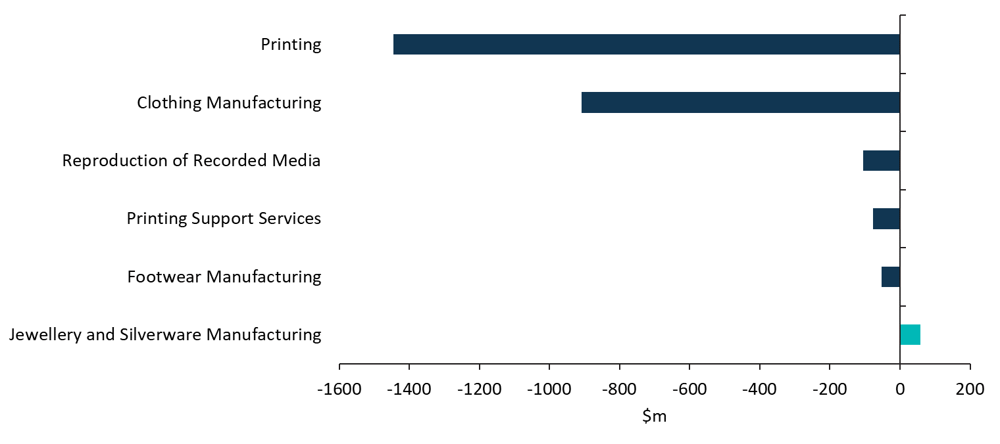 Printing
Clothing Manufacturing
Reproduction of Recorded Media
Printing Support Services
Footwear Manufacturing
Jewellery and Silverware Manufacturing
-1600 -1400 -1200 -1000 -800 -600 -400 -200 0 200
$m